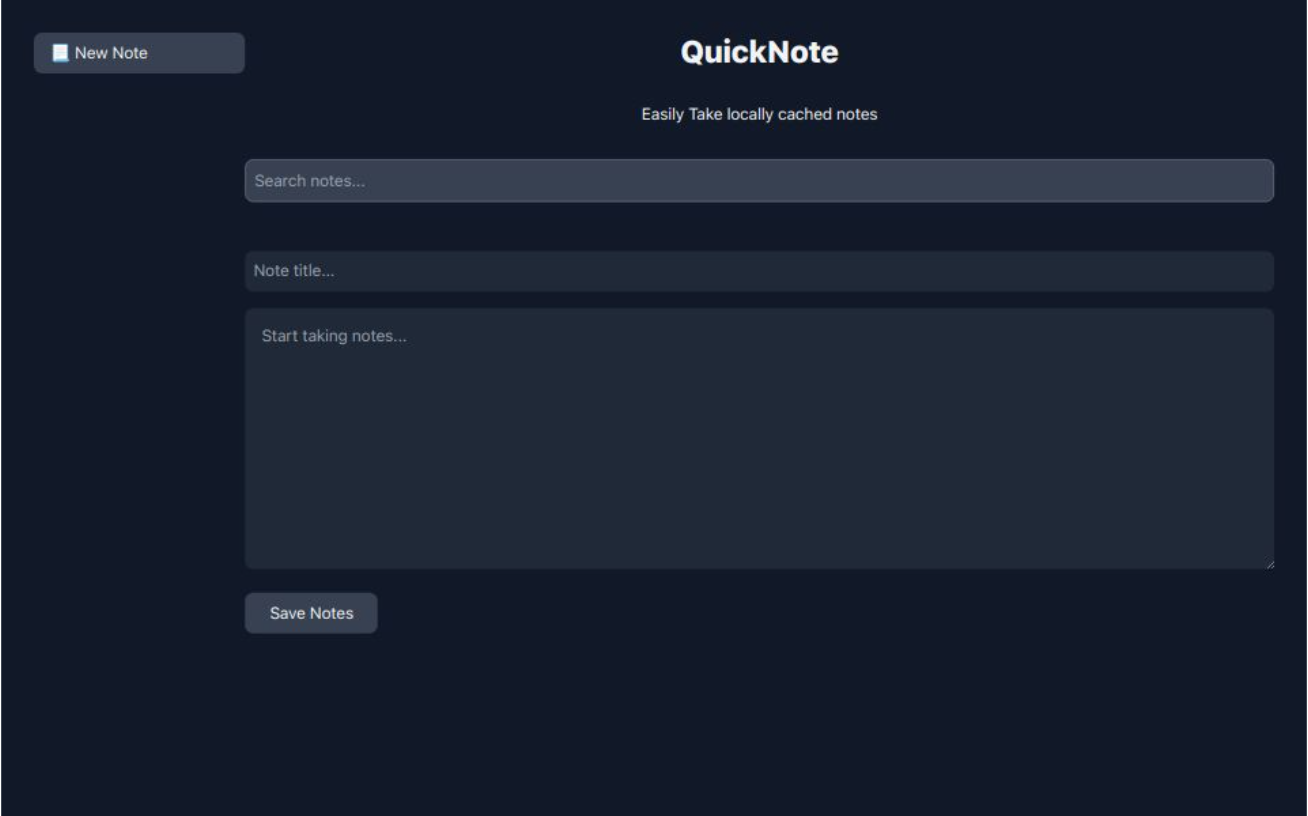 📃 New Note
QuickNote
Easily Take locally cached notes
Search notes...
Note title...
Start taking notes...
Save Notes